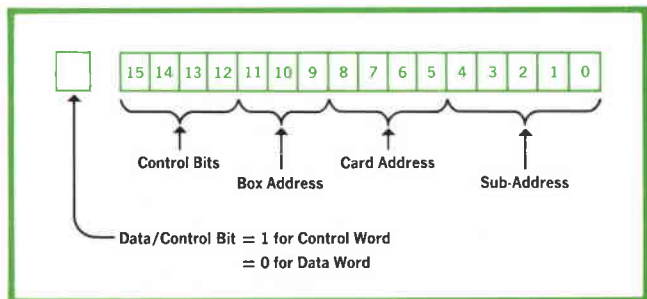 15 14 13 12 11 10 9 8 7 6 5 4 3 2 1 0
Control Bits
Card Address
Box Address
Sub-Address
Data/Control Bit = 1 for Control Word
= 0 for Data Word